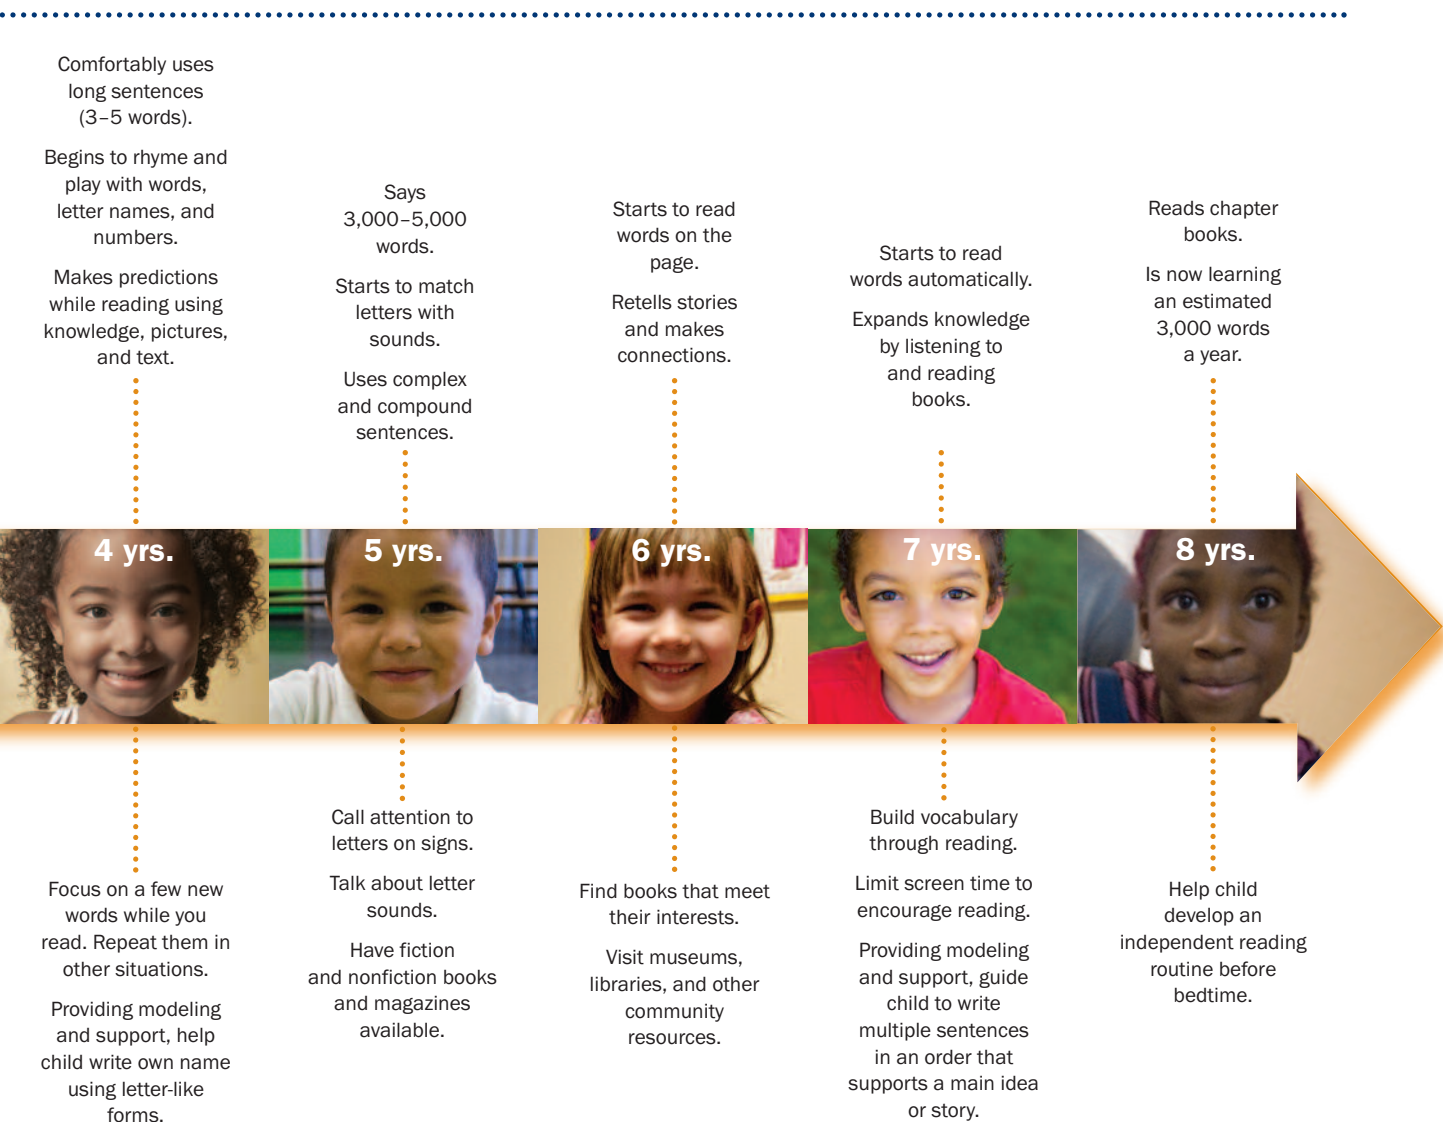 Comfortably uses
long sentences
(3–5 words).
Begins to rhyme and
play with words,
letter names, and
numbers.
Makes predictions
while reading using
knowledge, pictures,
and text.
Says
3,000–5,000
words.
Starts to match
letters with
sounds.
Uses complex
and compound
sentences.
Starts to read
words on the
page.
Retells stories
and makes
connections.
Starts to read
words automatically.
Expands knowledge
by listening to
and reading
books.
Reads chapter
books.
Is now learning
an estimated
3,000 words
a year.
4 yrs.
5 yrs.
6 yrs.
7 yrs.
8 yrs.
Focus on a few new
words while you
read. Repeat them in
other situations.
Providing modeling
and support, help
child write own name
using letter-like
forms.
Call attention to
letters on signs.
Talk about letter
sounds.
Have fiction
and nonfiction books
and magazines
available.
Find books that meet
their interests.
Visit museums,
libraries, and other
community
resources.
Build vocabulary
through reading.
Limit screen time to
encourage reading.
Providing modeling
and support, guide
child to write
multiple sentences
in an order that
supports a main idea
or story.
Help child
develop an
independent reading
routine before
bedtime.